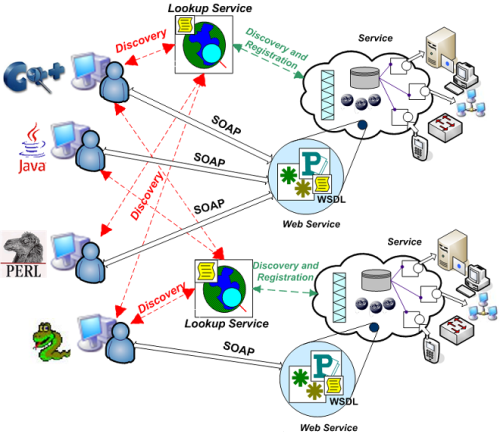 Lookup Service
Discovery
Discovery and
Registration
Service
C++
SOAP
Java
SOAP
WSDL
Discovery
SOAP
Web Service
PERL
Discovery and
Registration
Service
Discovery
Lookup Service
SOAP
WSDL
Web Service